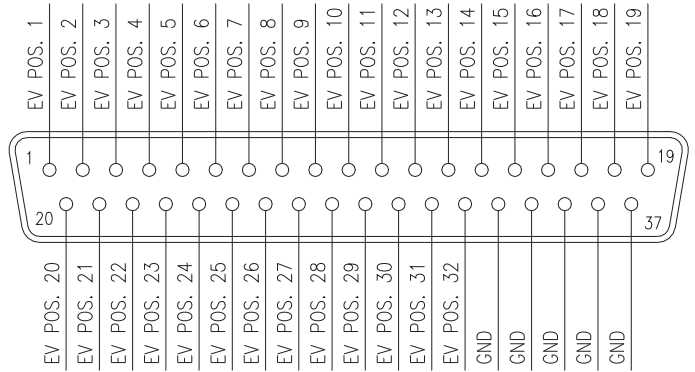 EV POS. 1
EV POS. 2
EV POS. 3
EV POS. 4
EV POS. 5
EV POS. 6
EV POS. 7
EV POS. 8
EV POS. 9
EV POS. 10
EV POS. 11
EV POS. 12
EV POS. 13
EV POS. 14
EV POS. 15
EV POS. 16
EV POS. 17
EV POS. 18
EV POS. 19
1
19
20
37
EV POS. 20
EV POS. 21
EV POS. 22
EV POS. 23
EV POS. 24
EV POS. 25
EV POS. 26
EV POS. 27
EV POS. 28
EV POS. 29
EV POS. 30
EV POS. 31
EV POS. 32
GND
GND
GND
GND
GND